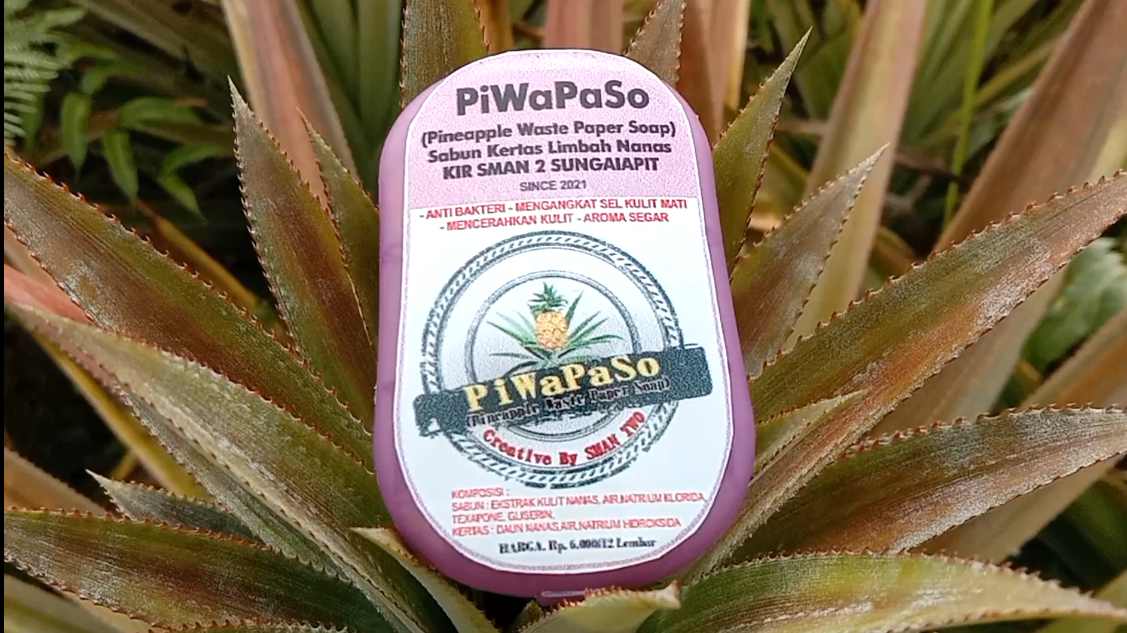 PiWaPaSo
(Pineapple Waste Paper Soap)
Sabun Kertas Limbah Nanas
KIR SMAN 2 SUNGAIAPIT
SINCE 2021
- ANTI BAKTERI - MENGANGKAT SEL KULIT MATI
- MENCERAHKAN KULIT - AROMA SEGAR
PiWaPaSo
(Pineapple Waste Paper Soap)
Creative By SMAN TWO
KOMPOSISI :
SABUN : EKSTRAK KULIT NANAS, AIR,NATRIUM KLORIDA,
TEXAPONE, GLISERIN.
KERTAS : DAUN NANAS,AIR,NATRIUM HIDROKSIDA
HARGA. Rp. 6,000/12 Lembar